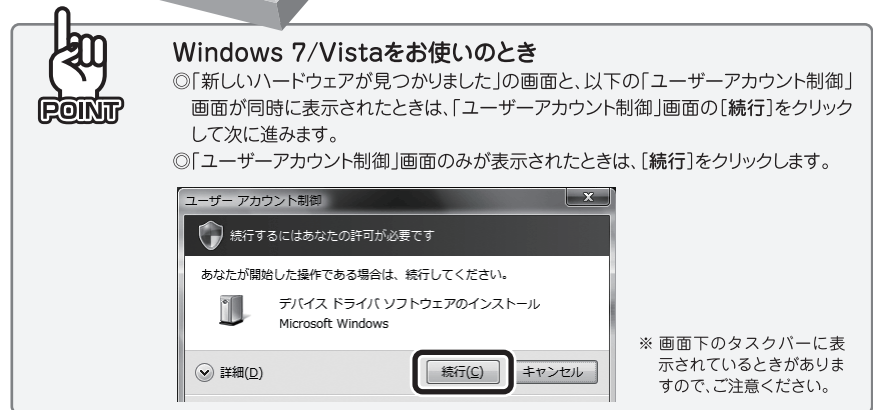 POINT
Windows 7/Vistaをお使いのとき
◎「新しいハードウェアが見つかりました」の画面と、以下の「ユーザーアカウント制御」
画面が同時に表示されたときは、「ユーザーアカウント制御」画面の[続行]をクリック
して次に進みます。
◎「ユーザーアカウント制御」画面のみが表示されたときは、[続行]をクリックします。
ユーザー アカウント制御
続行するにはあなたの許可が必要です
あなたが開始した操作である場合は、続行してください。
デバイス ドライバ ソフトウェアのインストール
Microsoft Windows
詳細(D)
続行(C)
キャンセル
※ 画面下のタスクバーに表
示されているときがありま
すので、ご注意ください。